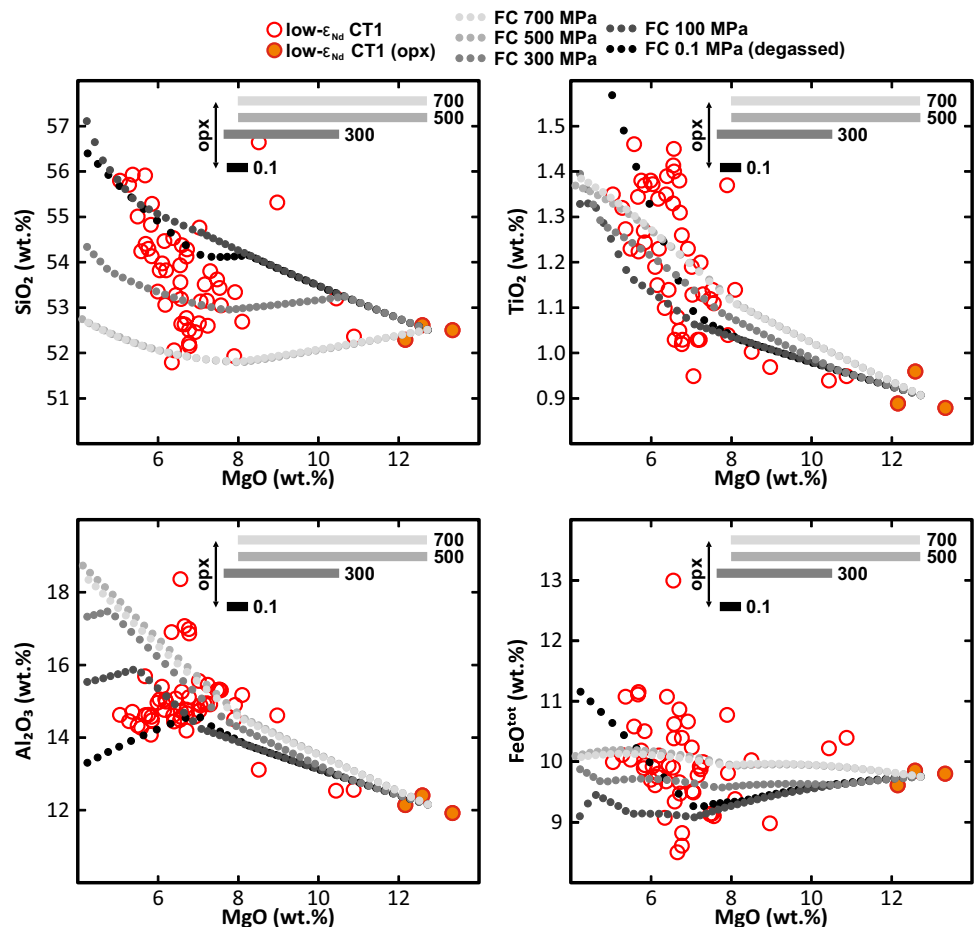 low-εNd CT1
low-εNd CT1 (opx)
FC 700 MPa
FC 500 MPa
FC 300 MPa
FC 100 MPa
FC 0.1 MPa (degassed)
SiO₂ (wt.%)
57
56
55
54
53
52
51
opx
700
500
300
0.1
6 8 10 12
MgO (wt.%)
TiO₂ (wt.%)
1.5
1.4
1.3
1.2
1.1
1.0
0.9
opx
700
500
300
0.1
6 8 10 12
MgO (wt.%)
Al₂O₃ (wt.%)
18
16
14
12
opx
700
500
300
0.1
6 8 10 12
MgO (wt.%)
FeOᵗᵒᵗ (wt.%)
13
12
11
10
9
opx
700
500
300
0.1
6 8 10 12
MgO (wt.%)